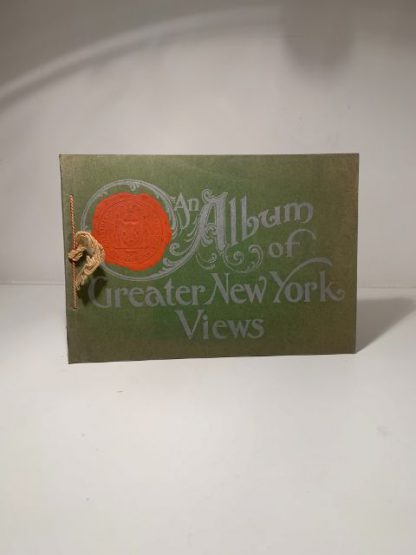 An Album
of
Greater New York
Views